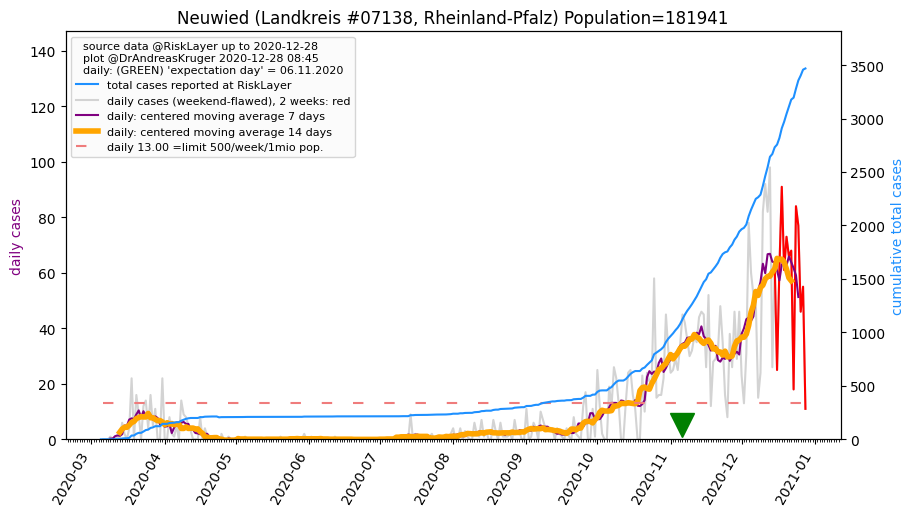 Neuwied (Landkreis #07138, Rheinland-Pfalz) Population=181941
source data @RiskLayer up to 2020-12-28
plot @DrAndreasKruger 2020-12-28 08:45
daily: (GREEN) 'expectation day' = 06.11.2020
total cases reported at RiskLayer
daily cases (weekend-flawed), 2 weeks: red
daily: centered moving average 7 days
daily: centered moving average 14 days
daily 13.00 =limit 500/week/1mio pop.
daily cases
140
120
100
80
60
40
20
0
cumulative total cases
3500
3000
2500
2000
1500
1000
500
0
2020-03
2020-04
2020-05
2020-06
2020-07
2020-08
2020-09
2020-10
2020-11
2020-12
2021-01